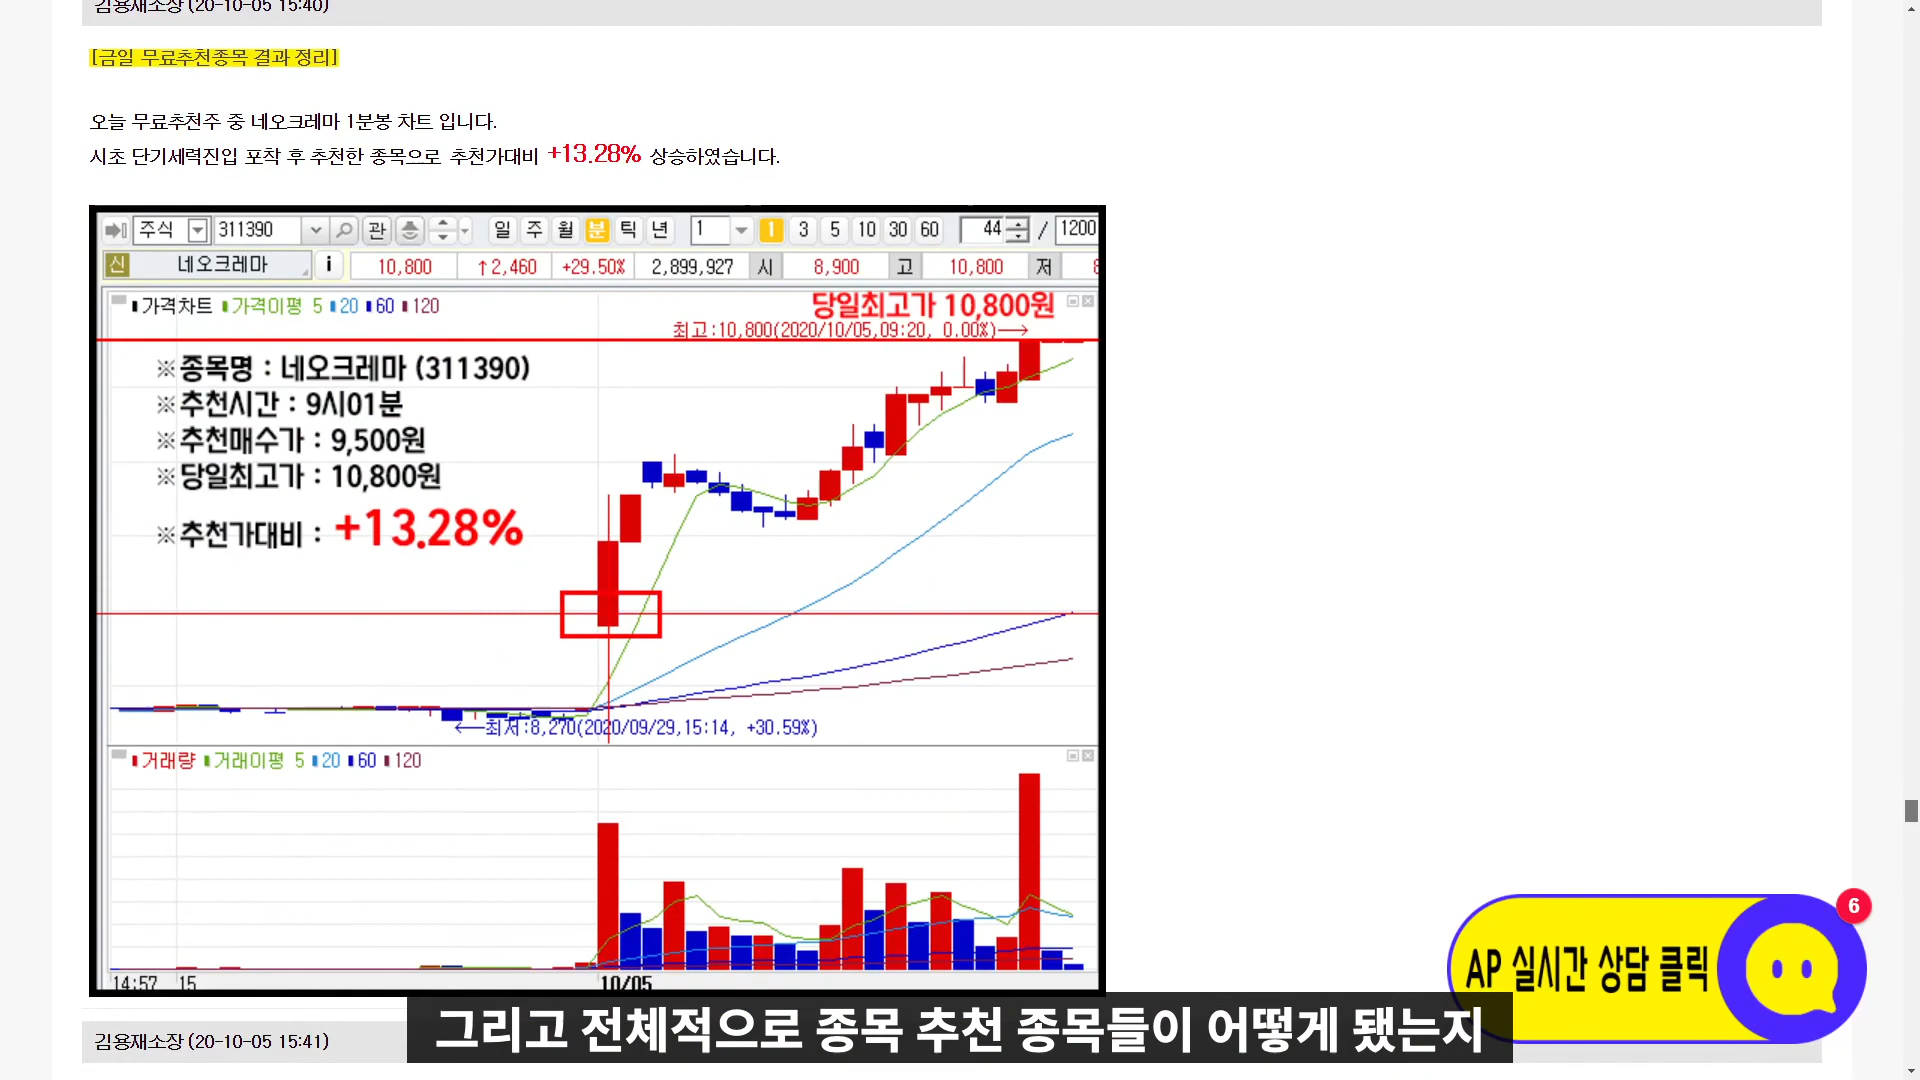 김용재소장 (20-10-05 15:40)
[금일 무료추천종목 결과 정리]
오늘 무료추천주 중 네오크레마 1분봉 차트 입니다.
시초 단기세력진입 포착 후 추천한 종목으로 추천가대비 +13.28% 상승하였습니다.
주식 311390 관 일 주 월 분 틱 년 1 1 3 5 10 30 60 44 / 1200
신 네오크레마 i 10,800 ↑2,460 +29.50% 2,899,927 시 8,900 고 10,800 저
가격차트 가격이평 5 20 60 120
당일최고가 10,800원
최고:10,800(2020/10/05,09:20, 0.00%)→
※종목명 : 네오크레마 (311390)
※추천시간 : 9시01분
※추천매수가 : 9,500원
※당일최고가 : 10,800원
※추천가대비 : +13.28%
←최저:8,270(2020/09/29,15:14, +30.59%)
거래량 거래이평 5 20 60 120
14:57 15 10/05
6
AP 실시간 상담 클릭
그리고 전체적으로 종목 추천 종목들이 어떻게 됐는지
김용재소장 (20-10-05 15:41)